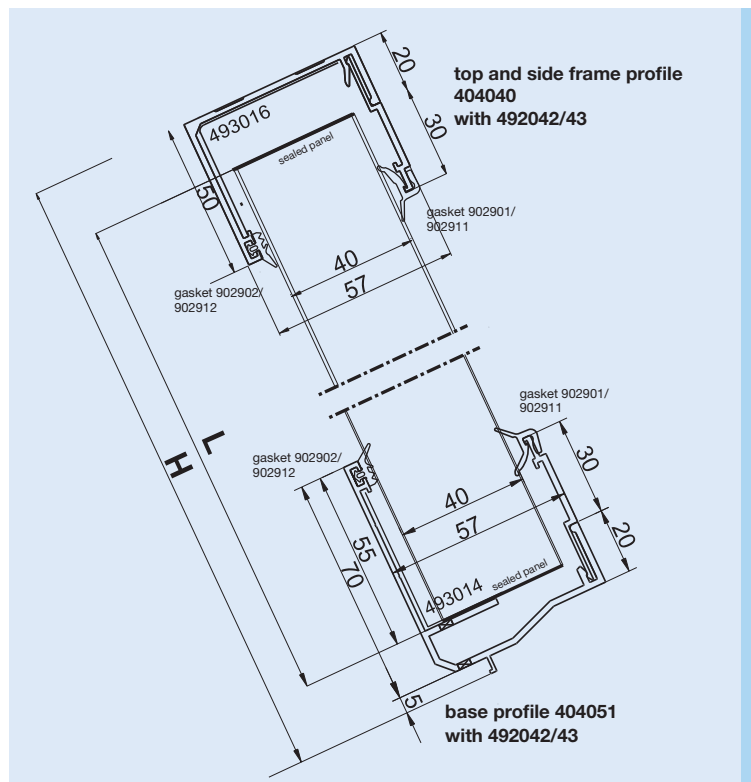 20
top and side frame profile
404040
with 492042/43
30
493016
sealed panel
50
gasket 902901/
902911
40
57
gasket 902902/
902912
L
H
gasket 902901/
902911
gasket 902902/
902912
30
40
57
55
70
20
493014
sealed panel
5
base profile 404051
with 492042/43